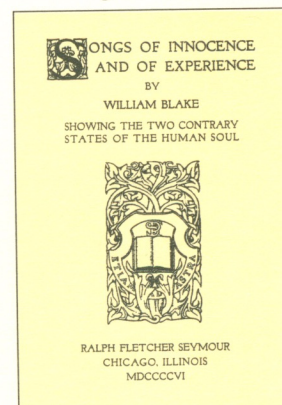 SONGS OF INNOCENCE
AND OF EXPERIENCE
BY
WILLIAM BLAKE
SHOWING THE TWO CONTRARY
STATES OF THE HUMAN SOUL
RALPH FLETCHER SEYMOUR
CHICAGO, ILLINOIS
MDCCCCVI